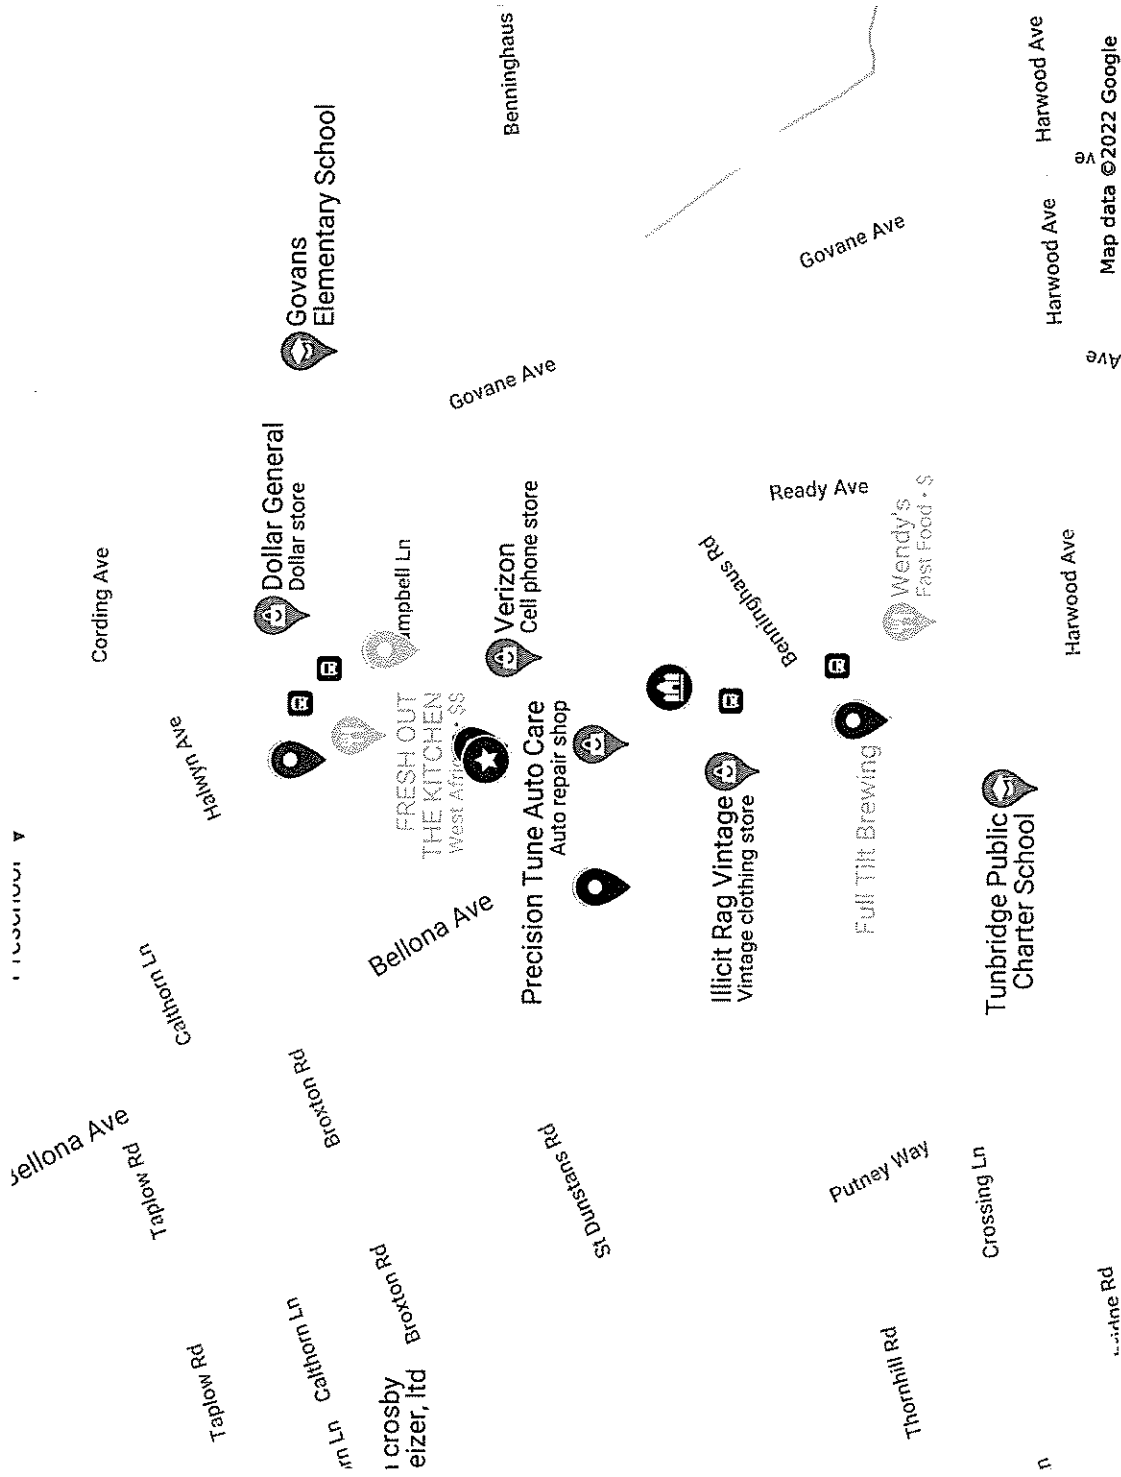 Cording Ave
Halwyn Ave
Calthorn Ln
Taplow Rd
Bellona Ave
Broxton Rd
Taplow Rd
Calthorn Ln
Broxton Rd
crosby
eizer, ltd
Dollar General
Dollar store
Govans
Elementary School
Benninghaus
FRESH OUT
THE KITCHEN
Verizon
Cell phone store
Govane Ave
Precision Tune Auto Care
Auto repair shop
St Dunstans Rd
Benninghaus Rd
Ready Ave
Govane Ave
Illicit Rag Vintage
Vintage clothing store
Full Tilt Brewing
Wendy's
Fast Food •
Putney Way
Crossing Ln
Thornhill Rd
Tunbridge Public
Charter School
Harwood Ave
Harwood Ave
Harwood Ave
Ave
Map data ©2022 Google